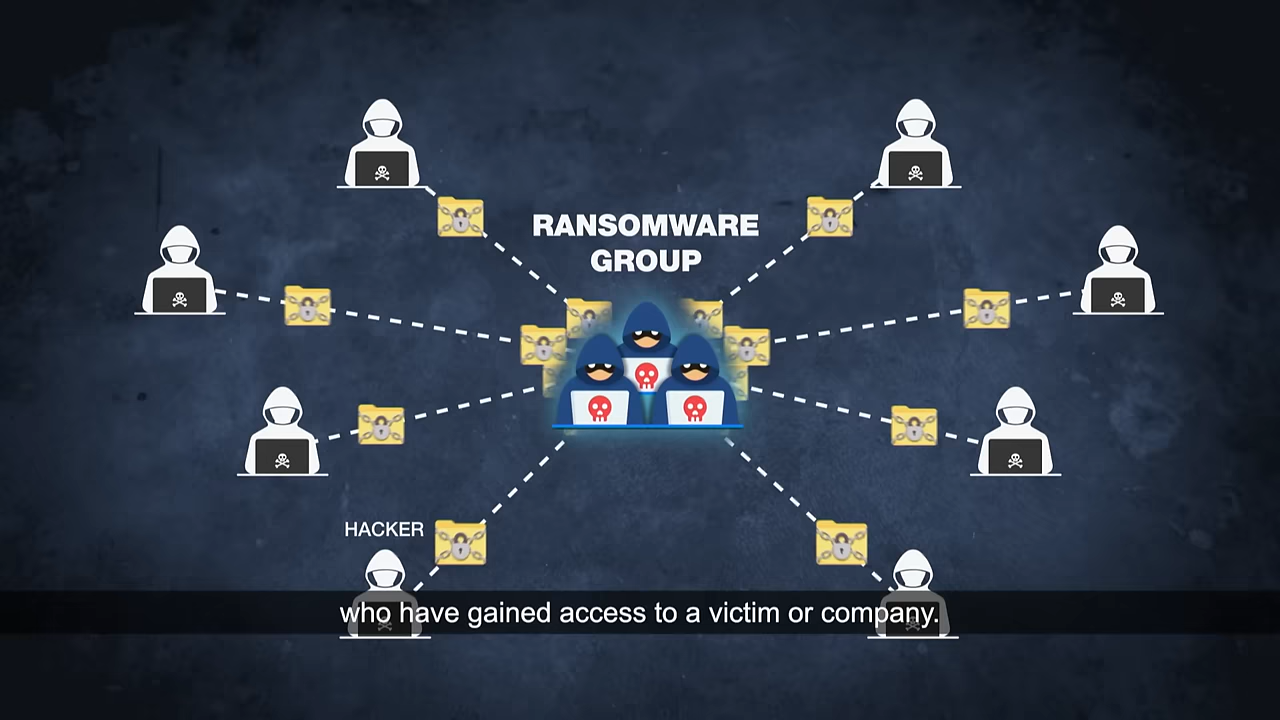 RANSOMWARE
GROUP
HACKER
who have gained access to a victim or company.